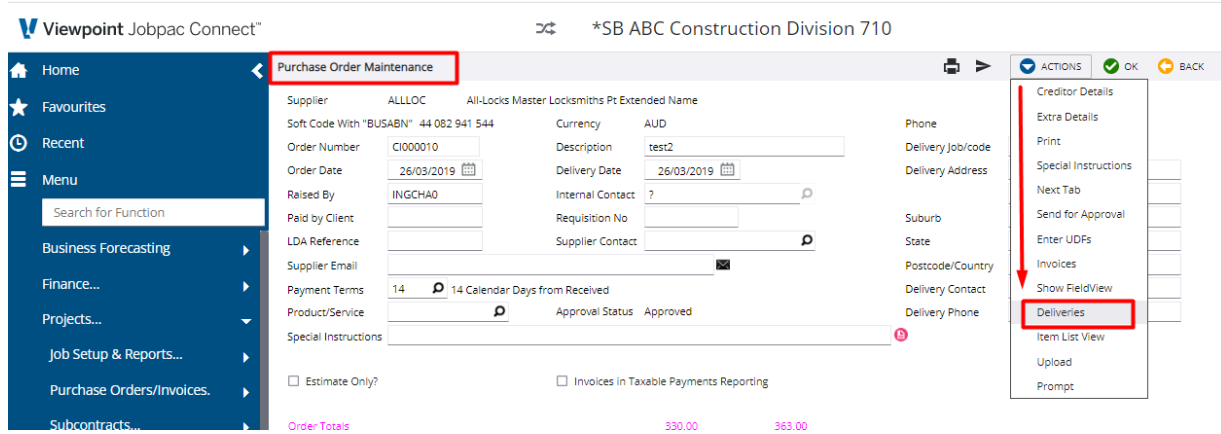 Viewpoint Jobpac Connect™ *SB ABC Construction Division 710
Home
Favourites
Recent
Menu
Search for Function
Business Forecasting
Finance...
Projects...
Job Setup & Reports...
Purchase Orders/Invoices.
Subcontracts...
Purchase Order Maintenance
ACTIONS OK BACK
Supplier ALLLOC All-Locks Master Locksmiths Pt Extended Name
Soft Code With "BUSABN" 44 082 941 544 Currency AUD Phone
Order Number CI000010 Description test2 Delivery Job/code
Order Date 26/03/2019 Delivery Date 26/03/2019 Delivery Address
Raised By INGCHA0 Internal Contact ?
Paid by Client Requisition No Suburb
LDA Reference Supplier Contact State
Supplier Email Postcode/Country
Payment Terms 14 14 Calendar Days from Received Delivery Contact
Product/Service Approval Status Approved Delivery Phone
Special Instructions
Estimate Only? Invoices in Taxable Payments Reporting
Order Totals 330.00 363.00
Creditor Details
Extra Details
Print
Special Instructions
Next Tab
Send for Approval
Enter UDFs
Invoices
Show FieldView
Deliveries
Item List View
Upload
Prompt